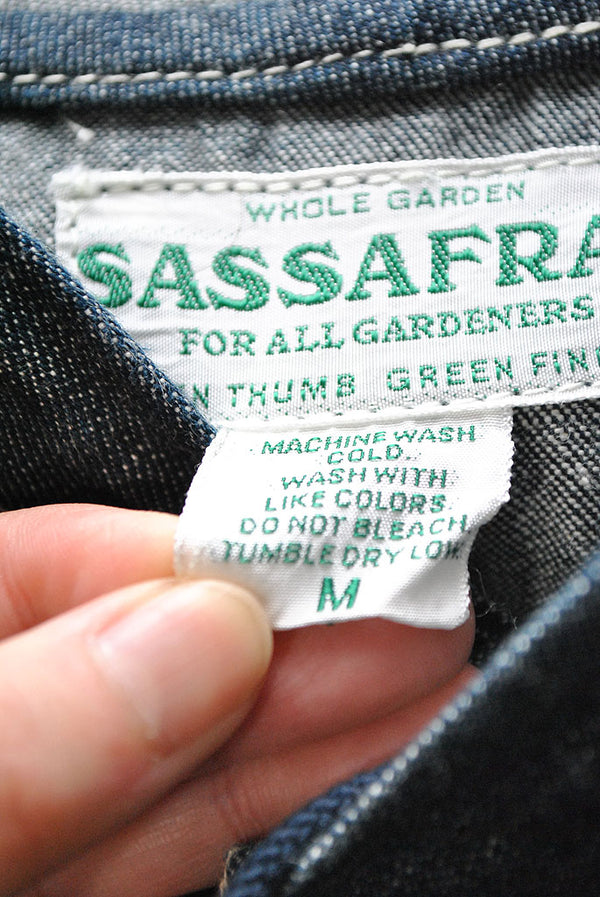 WHOLE GARDEN
SASSAFRA
FOR ALL GARDENERS
N THUMB GREEN FIN
MACHINE WASH
COLD.
WASH WITH
LIKE COLORS.
DO NOT BLEACH.
TUMBLE DRY LOW.
M